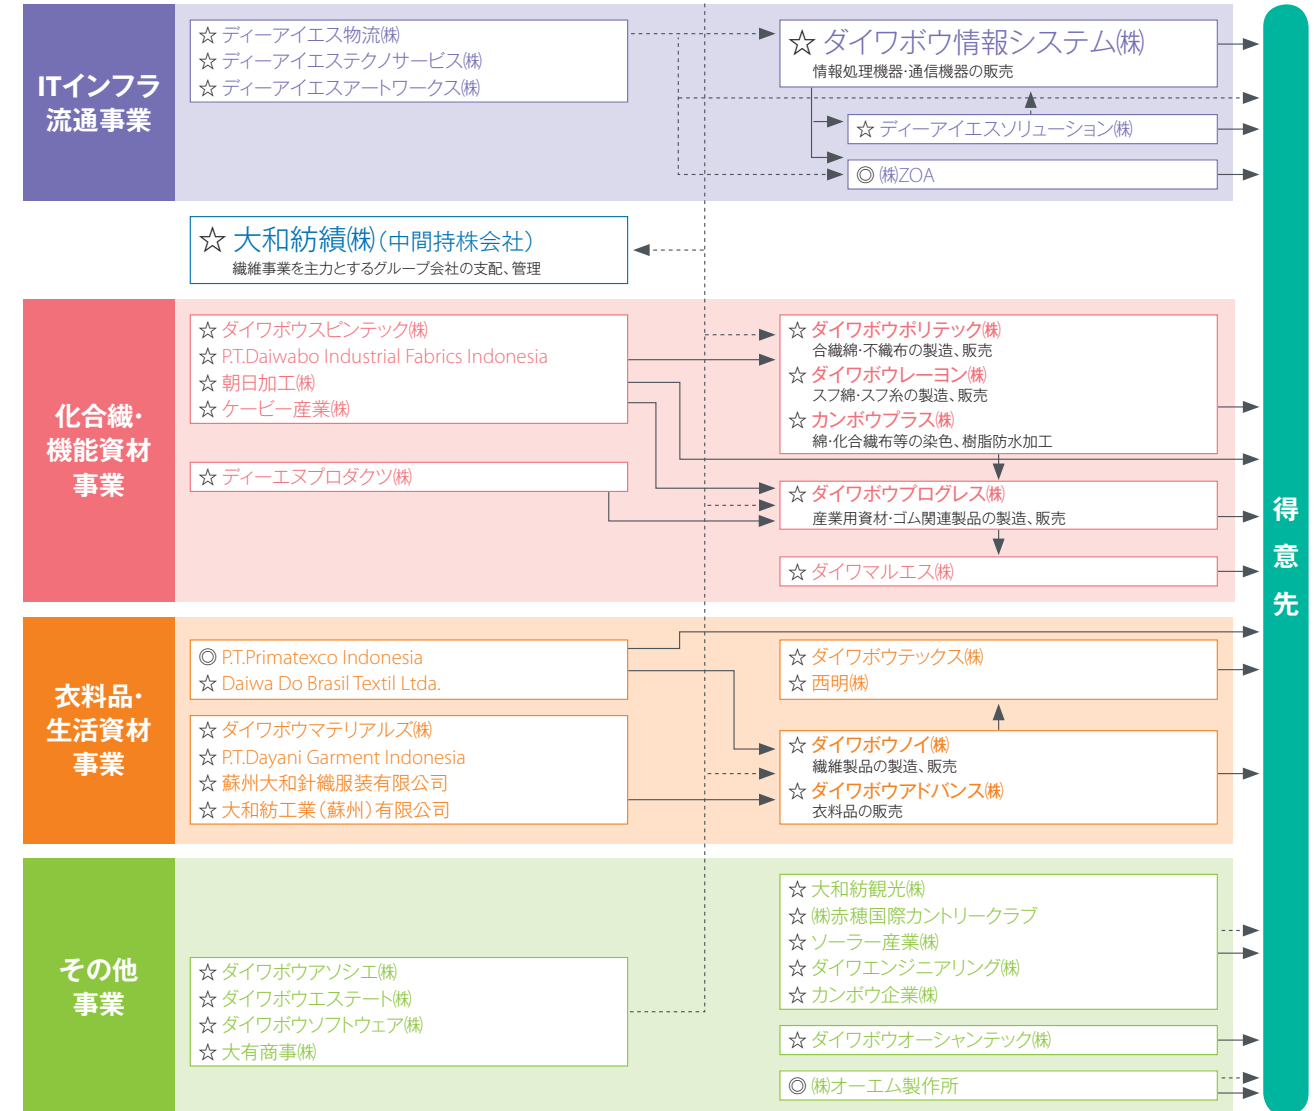 ITインフラ
流通事業
☆ ディーアイエス物流㈱
☆ ディーアイエステクノサービス㈱
☆ ディーアイエスアートワークス㈱
☆ ダイワボウ情報システム㈱
情報処理機器・通信機器の販売
☆ ディーアイエスソリューション㈱
◎ ㈱ZOA
☆ 大和紡績㈱（中間持株会社）
繊維事業を主力とするグループ会社の支配、管理
化合繊・
機能資材
事業
☆ ダイワボウスピンテック㈱
☆ P.T.Daiwabo Industrial Fabrics Indonesia
☆ 朝日加工㈱
☆ ケービー産業㈱
☆ ディーエヌプロダクツ㈱
☆ ダイワボウポリテック㈱
合繊綿・不織布の製造、販売
☆ ダイワボウレーヨン㈱
スフ綿・スフ糸の製造、販売
☆ カンボウプラス㈱
綿・化合繊布等の染色、樹脂防水加工
☆ ダイワボウプログレス㈱
産業用資材・ゴム関連製品の製造、販売
☆ ダイワマルエス㈱
衣料品・
生活資材
事業
◎ P.T.Primatexco Indonesia
☆ Daiwa Do Brasil Textil Ltda.
☆ ダイワボウマテリアルズ㈱
☆ P.T.Dayani Garment Indonesia
☆ 蘇州大和針織服装有限公司
☆ 大和紡工業（蘇州）有限公司
☆ ダイワボウテックス㈱
☆ 西明㈱
☆ ダイワボウノイ㈱
繊維製品の製造、販売
☆ ダイワボウアドバンス㈱
衣料品の販売
その他
事業
☆ ダイワボウアソシエ㈱
☆ ダイワボウエステート㈱
☆ ダイワボウソフトウェア㈱
☆ 大有商事㈱
☆ 大和紡観光㈱
☆ ㈱赤穂国際カントリークラブ
☆ ソーラー産業㈱
☆ ダイワエンジニアリング㈱
☆ カンボウ企業㈱
☆ ダイワボウオーシャンテック㈱
◎ ㈱オーエム製作所
得意先